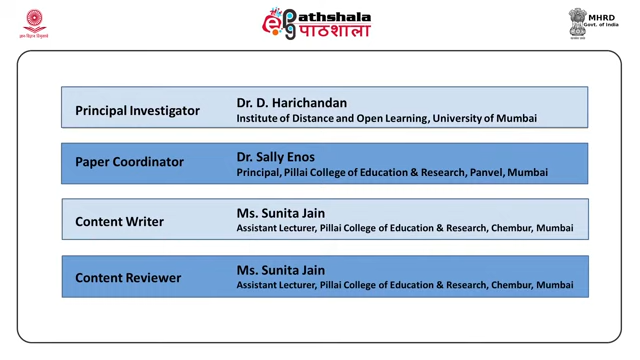 ज्ञान-विज्ञान विमुक्तये
Pathshala
पाठशाला
MHRD
Govt. of India
Principal Investigator
Dr. D. Harichandan
Institute of Distance and Open Learning, University of Mumbai
Paper Coordinator
Dr. Sally Enos
Principal, Pillai College of Education & Research, Panvel, Mumbai
Content Writer
Ms. Sunita Jain
Assistant Lecturer, Pillai College of Education & Research, Chembur, Mumbai
Content Reviewer
Ms. Sunita Jain
Assistant Lecturer, Pillai College of Education & Research, Chembur, Mumbai